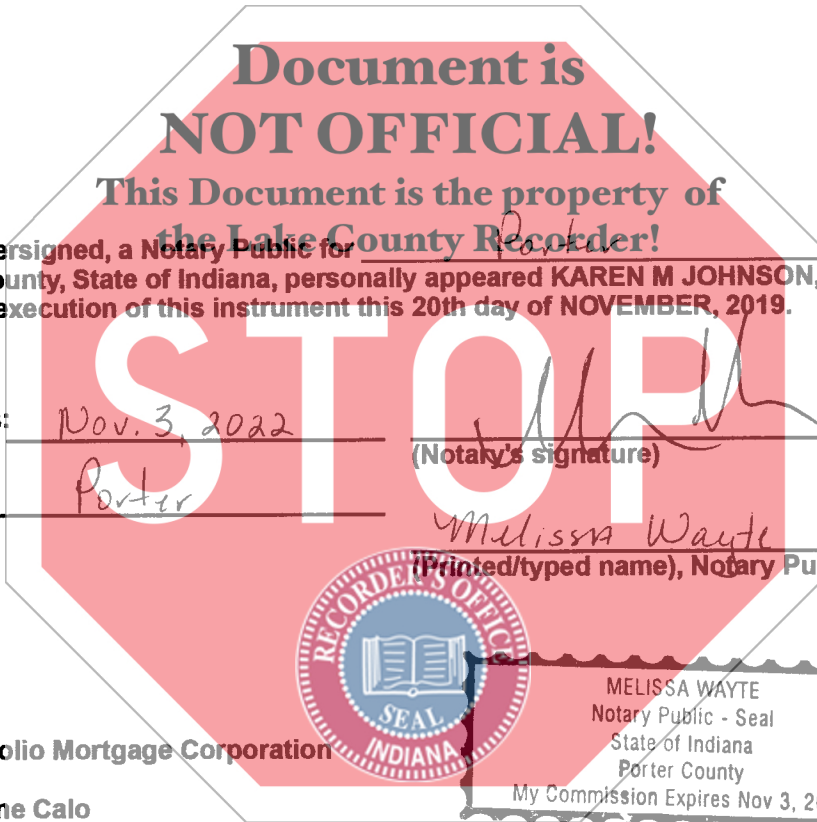 Document is
NOT OFFICIAL!
This Document is the property of
the Lake County Recorder!
ersigned, a Notary Public for Porter
ounty, State of Indiana, personally appeared KAREN M JOHNSON,
execution of this instrument this 20th day of NOVEMBER, 2019.
STOP
s: Nov. 3, 2022
(Notary's signature)
Porter
Melissa Wayte
(Printed/typed name), Notary Pu
RECORDER'S OFFICE
SEAL
INDIANA
MELISSA WAYTE
Notary Public - Seal
State of Indiana
Porter County
My Commission Expires Nov 3, 2
olio Mortgage Corporation
ne Calo